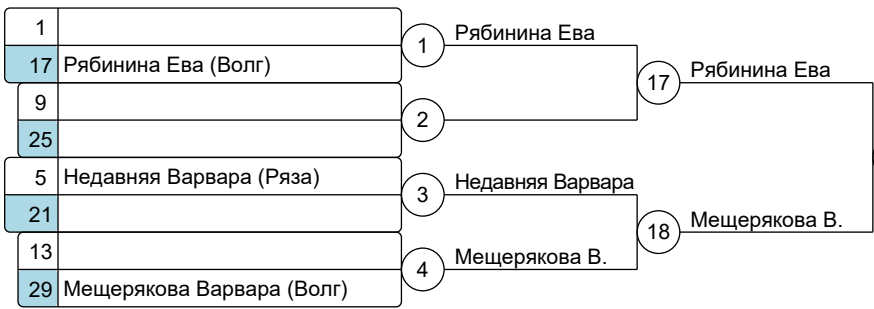 1
1 Рябинина Ева
17 Рябинина Ева (Волг)
17 Рябинина Ева
9
2
25
5 Недавняя Варвара (Ряза)
3 Недавняя Варвара
21
18 Мещерякова В.
13
4 Мещерякова В.
29 Мещерякова Варвара (Волг)